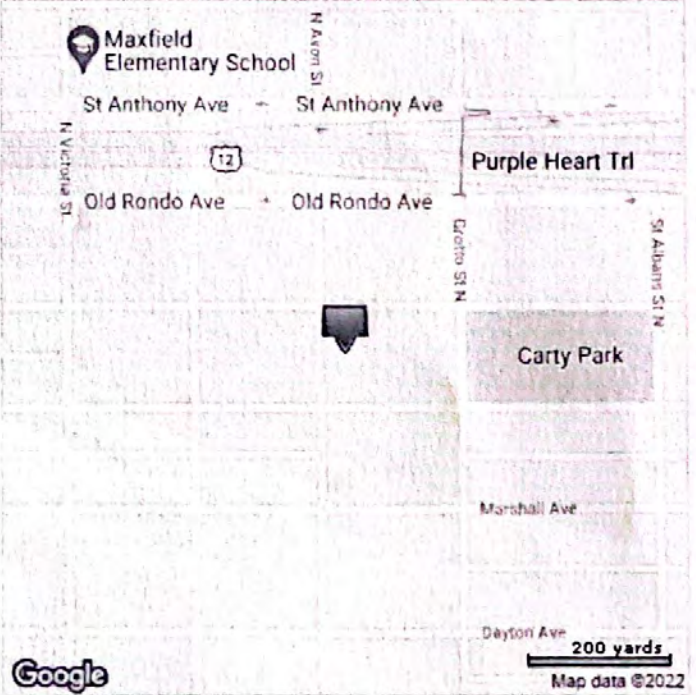 Maxfield
Elementary School
N Avon St
St Anthony Ave
St Anthony Ave
N Victoria St
12
Purple Heart Trl
Old Rondo Ave
Old Rondo Ave
Grotto St N
St Albans St N
Carty Park
Marshall Ave
Dayton Ave
200 yards
Google
Map data ©2022